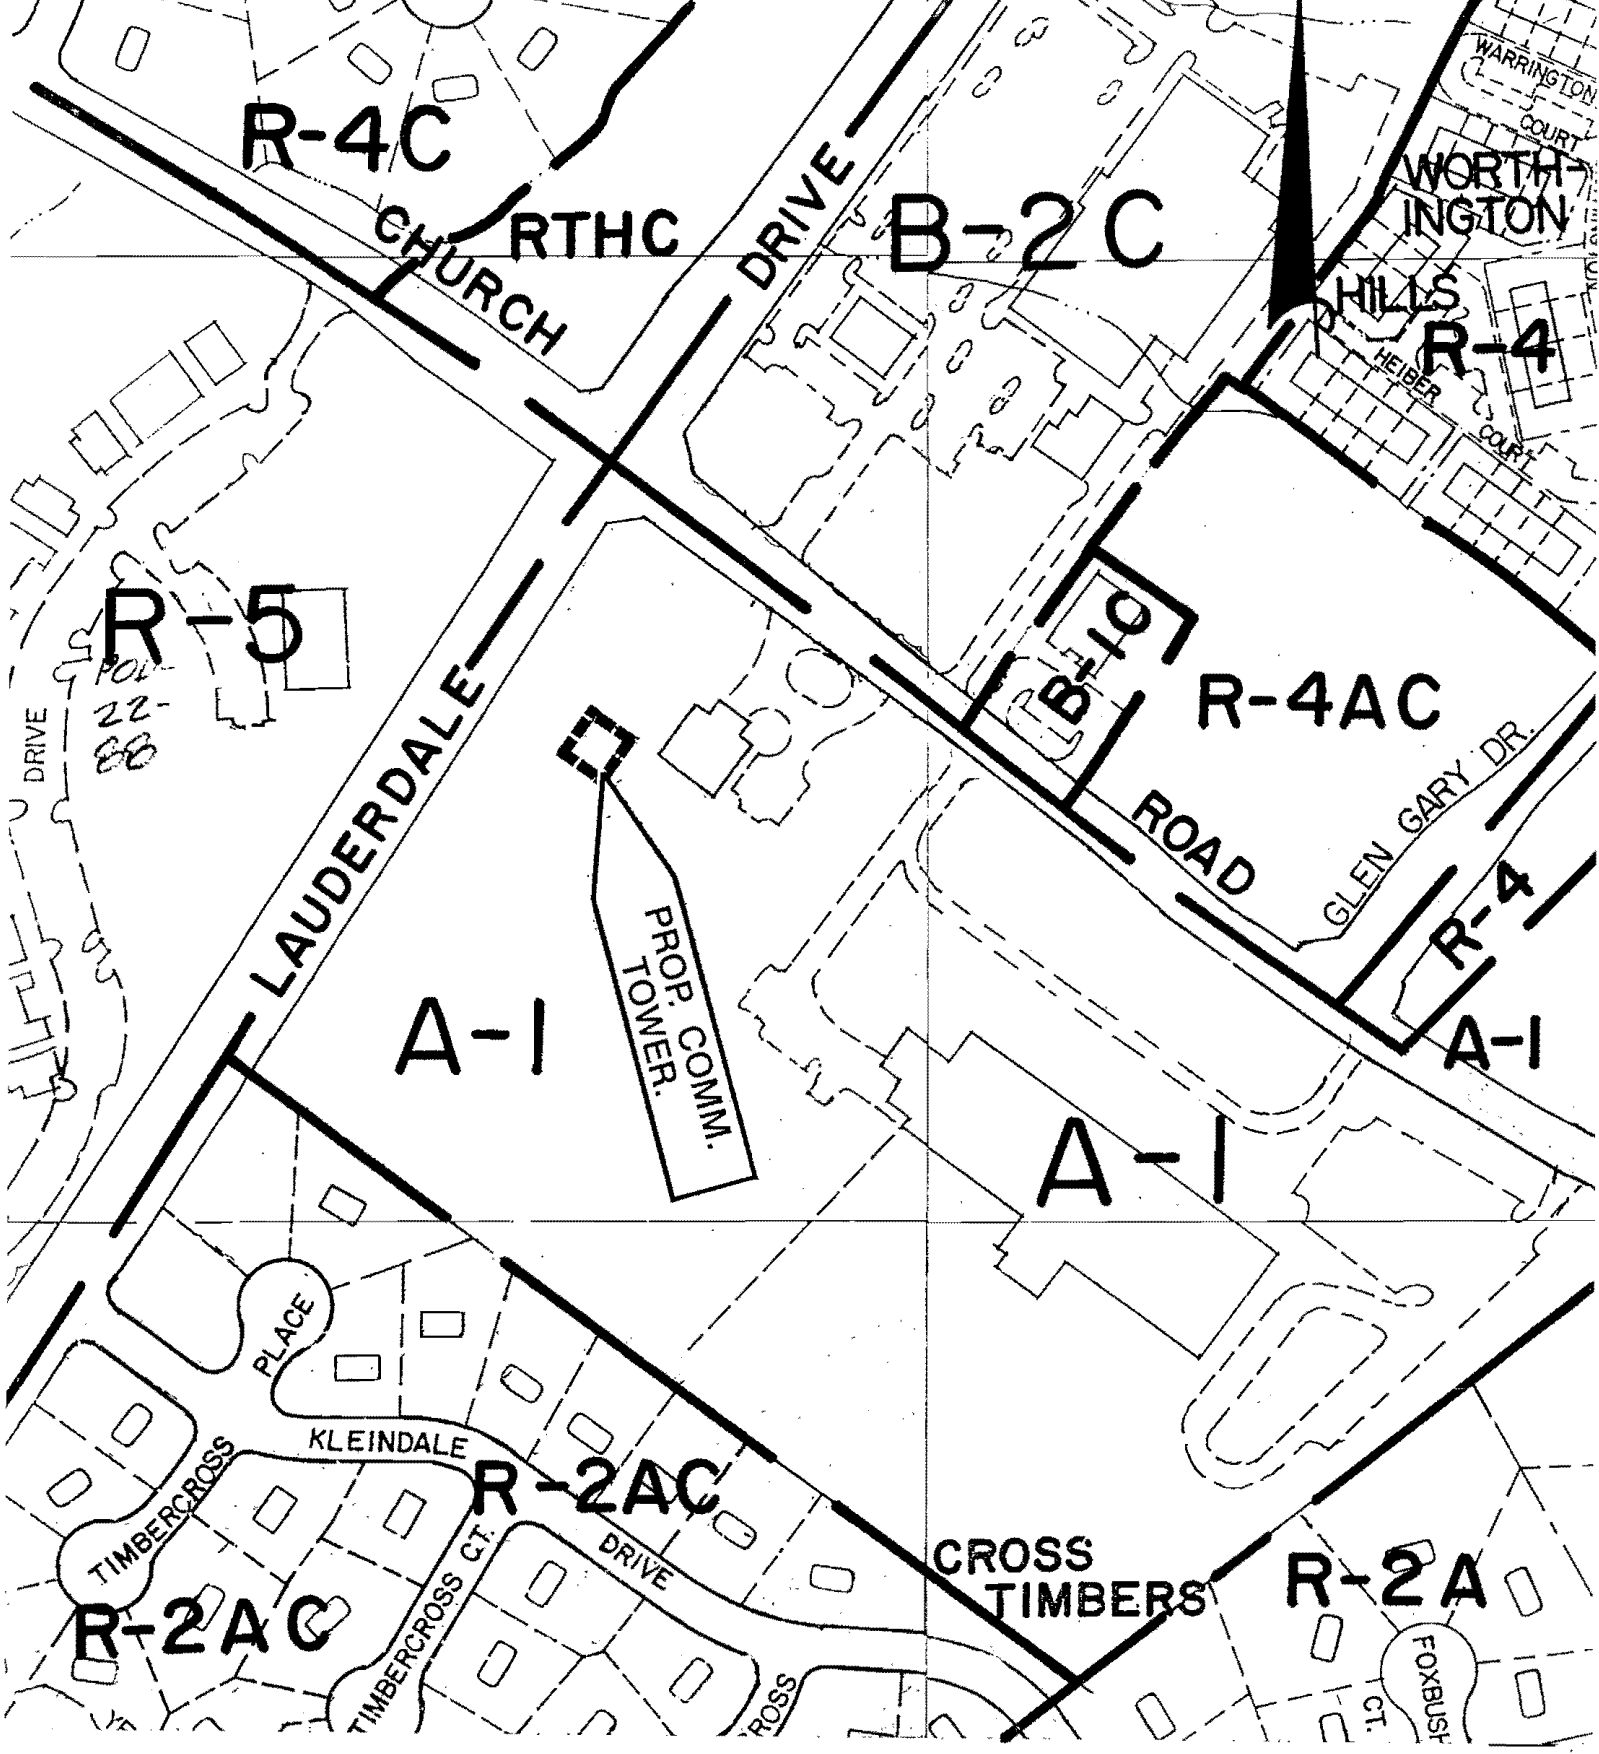 WARRINGTON
COURT
R-4C
WORTH-
INGTON
HILLS
R-4
HEIBER
COURT
RTHC
CHURCH
DRIVE
B-2C
R-5
22-
88
DRIVE
LAUDERDALE
B-1C
R-4AC
GLEN GARY DR.
ROAD
R-4
PROP. COMM.
TOWER.
A-1
A-1
A-1
PLACE
KLEINDALE
TIMBERCROSS
R-2AC
DRIVE
TIMBERCROSS CT.
R-2AC
CROSS
TIMBERS
R-2A
FOXBUSH
CT.
ROSS